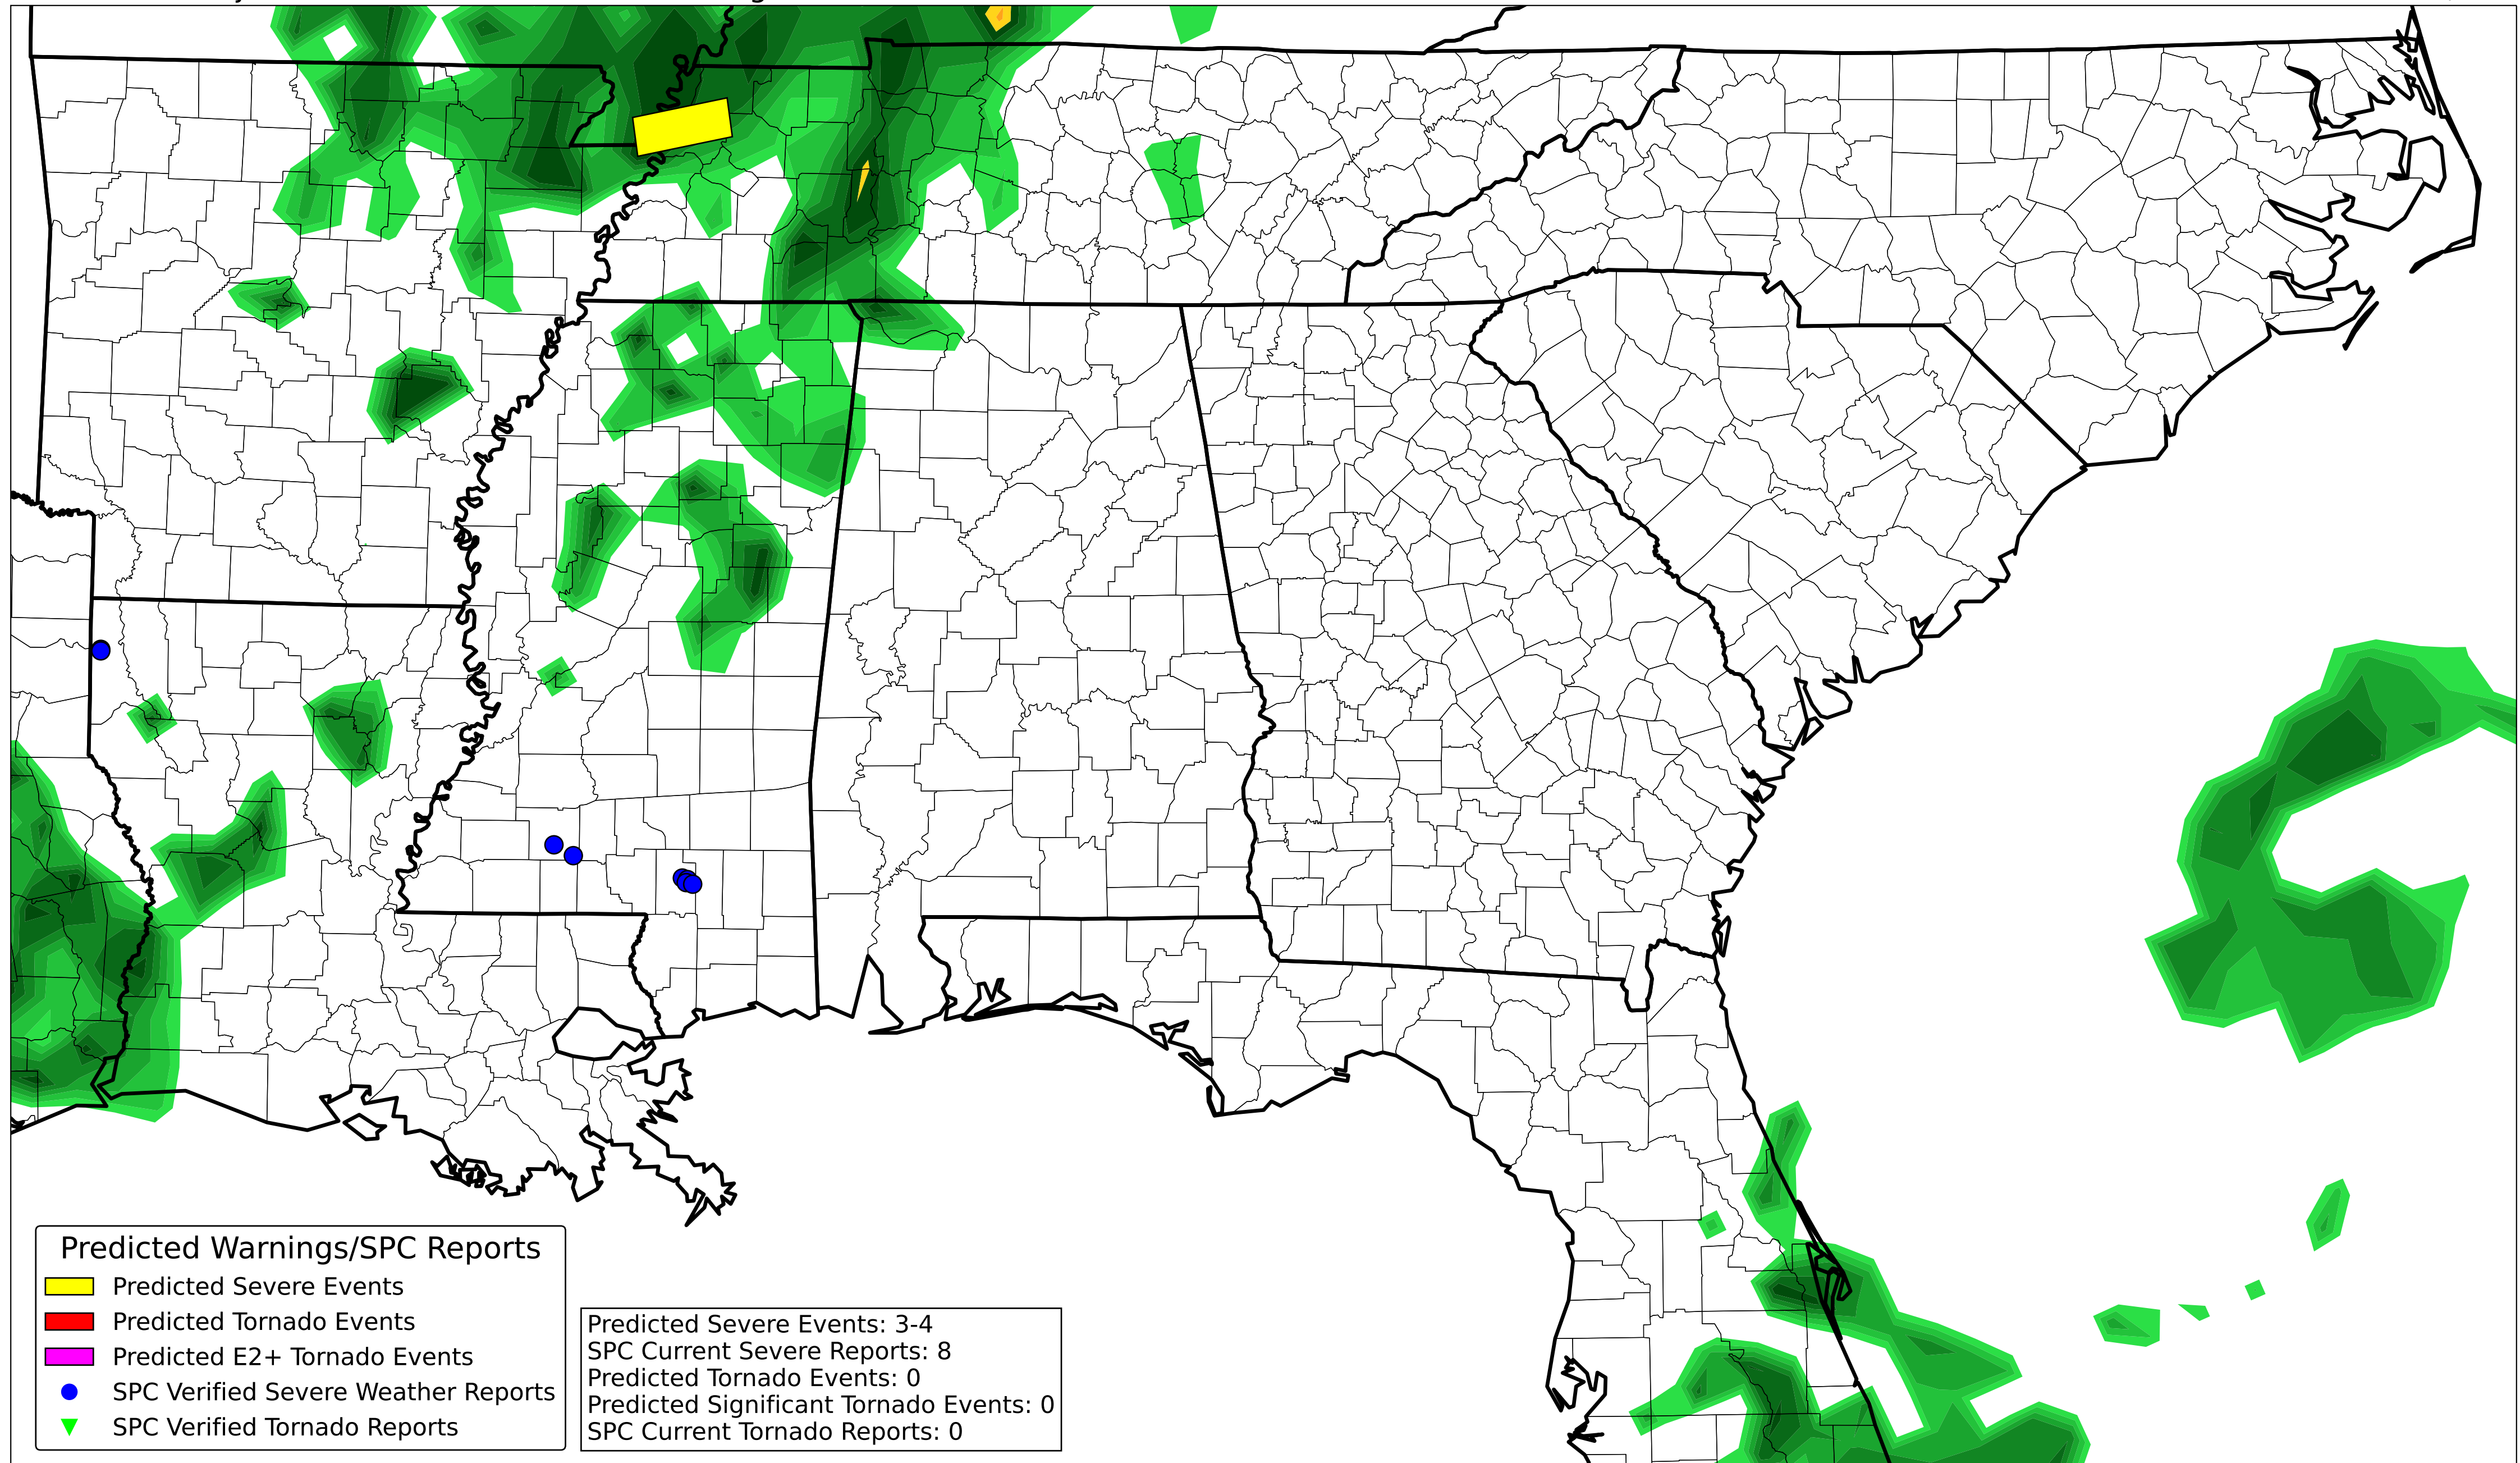 Predicted Warnings/SPC Reports
Predicted Severe Events
Predicted Tornado Events
Predicted E2+ Tornado Events
SPC Verified Severe Weather Reports
SPC Verified Tornado Reports
Predicted Severe Events: 3-4
SPC Current Severe Reports: 8
Predicted Tornado Events: 0
Predicted Significant Tornado Events: 0
SPC Current Tornado Reports: 0